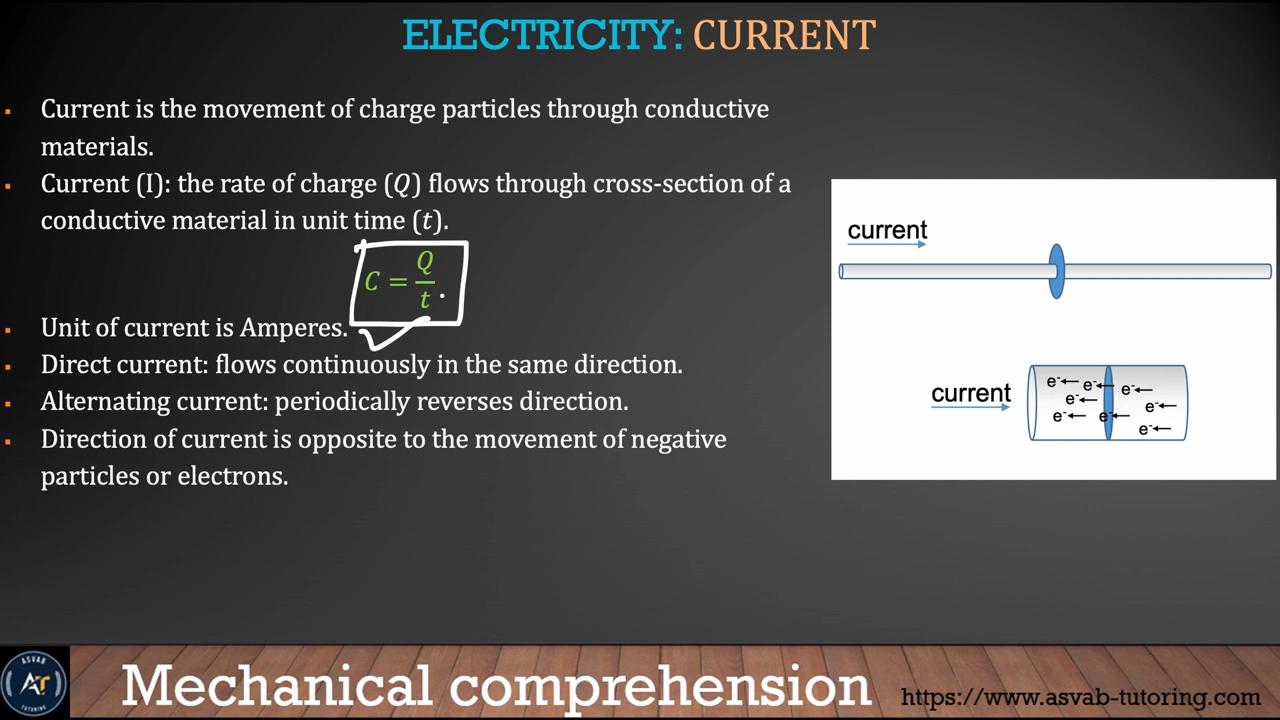 ELECTRICITY: CURRENT
▪ Current is the movement of charge particles through conductive
materials.
▪ Current (I): the rate of charge (Q) flows through cross-section of a
conductive material in unit time (t).
C = Q/t.
▪ Unit of current is Amperes.
▪ Direct current: flows continuously in the same direction.
▪ Alternating current: periodically reverses direction.
▪ Direction of current is opposite to the movement of negative
particles or electrons.
current
current
e⁻ e⁻ e⁻
e⁻ e⁻
e⁻ e⁻
e⁻
ASVAB
AT
TUTORING
Mechanical comprehension
https://www.asvab-tutoring.com